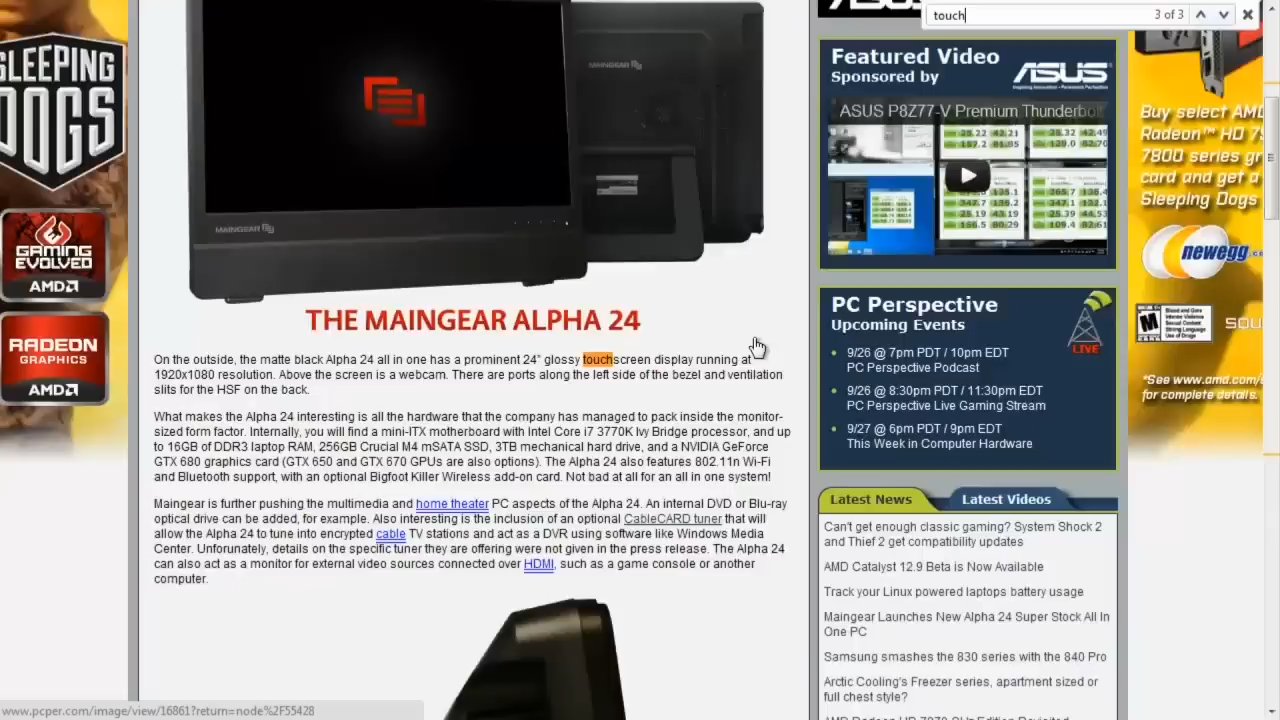 touch
3 of 3
SLEEPING
DOGS
GAMING
EVOLVED
AMD
RADEON
GRAPHICS
AMD
MAINGEAR
MAINGEAR
THE MAINGEAR ALPHA 24
On the outside, the matte black Alpha 24 all in one has a prominent 24" glossy touchscreen display running at
1920x1080 resolution. Above the screen is a webcam. There are ports along the left side of the bezel and ventilation
slits for the HSF on the back.
What makes the Alpha 24 interesting is all the hardware that the company has managed to pack inside the monitor-
sized form factor. Internally, you will find a mini-ITX motherboard with Intel Core i7 3770K Ivy Bridge processor, and up
to 16GB of DDR3 laptop RAM, 256GB Crucial M4 mSATA SSD, 3TB mechanical hard drive, and a NVIDIA GeForce
GTX 680 graphics card (GTX 650 and GTX 670 GPUs are also options). The Alpha 24 also features 802.11n Wi-Fi
and Bluetooth support, with an optional Bigfoot Killer Wireless add-on card. Not bad at all for an all in one system!
Maingear is further pushing the multimedia and home theater PC aspects of the Alpha 24. An internal DVD or Blu-ray
optical drive can be added, for example. Also interesting is the inclusion of an optional CableCARD tuner that will
allow the Alpha 24 to tune into encrypted cable TV stations and act as a DVR using software like Windows Media
Center. Unforunately, details on the specific tuner they are offering were not given in the press release. The Alpha 24
can also act as a monitor for external video sources connected over HDMI, such as a game console or another
computer.
Featured Video
Sponsored by
ASUS
ASUS P8Z77-V Premium Thunderbol
PC Perspective
Upcoming Events
LIVE
9/26 @ 7pm PDT / 10pm EDT
PC Perspective Podcast
9/26 @ 8:30pm PDT / 11:30pm EDT
PC Perspective Live Gaming Stream
9/27 @ 6pm PDT / 9pm EDT
This Week in Computer Hardware
Latest News
Latest Videos
Can't get enough classic gaming? System Shock 2
and Thief 2 get compatibility updates
AMD Catalyst 12.9 Beta is Now Available
Track your Linux powered laptops battery usage
Maingear Launches New Alpha 24 Super Stock All In
One PC
Samsung smashes the 830 series with the 840 Pro
Arctic Cooling's Freezer series, apartment sized or
full chest style?
Buy select AM
Radeon™ HD 7
7800 series gr
card and get a
Sleeping Dogs
newegg
*See www.amd.com/
for complete details.
www.pcper.com/image/view/16861?return=node%2F55428